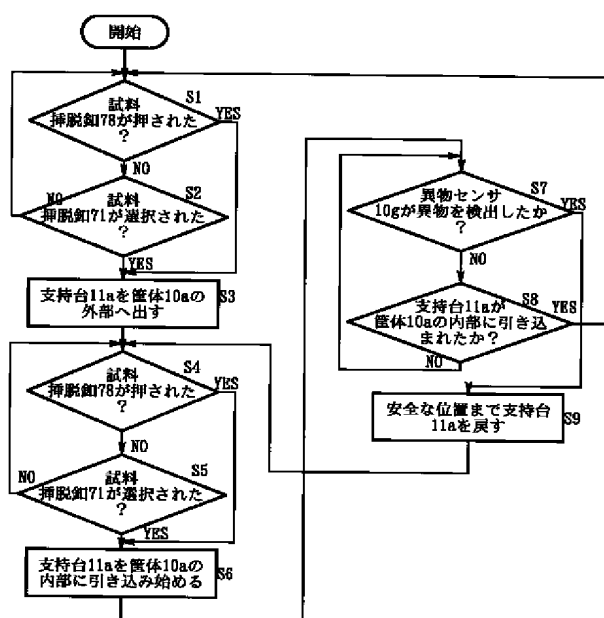 開始
S1
試料
挿脱釦78が押された
?
YES
NO
S2
試料
挿脱釦71が選択された
?
NO
YES
S3
支持台11aを筐体10aの
外部へ出す
S4
試料
挿脱釦78が押された
?
YES
NO
S5
試料
挿脱釦71が選択された
?
NO
YES
支持台11aを筐体10aの
内部に引き込み始める
S6
S7
異物センサ
10gが異物を検出したか
?
YES
NO
S8
支持台11aが
筐体10aの内部に引き込
まれたか?
YES
NO
安全な位置まで支持台
11aを戻す
S9